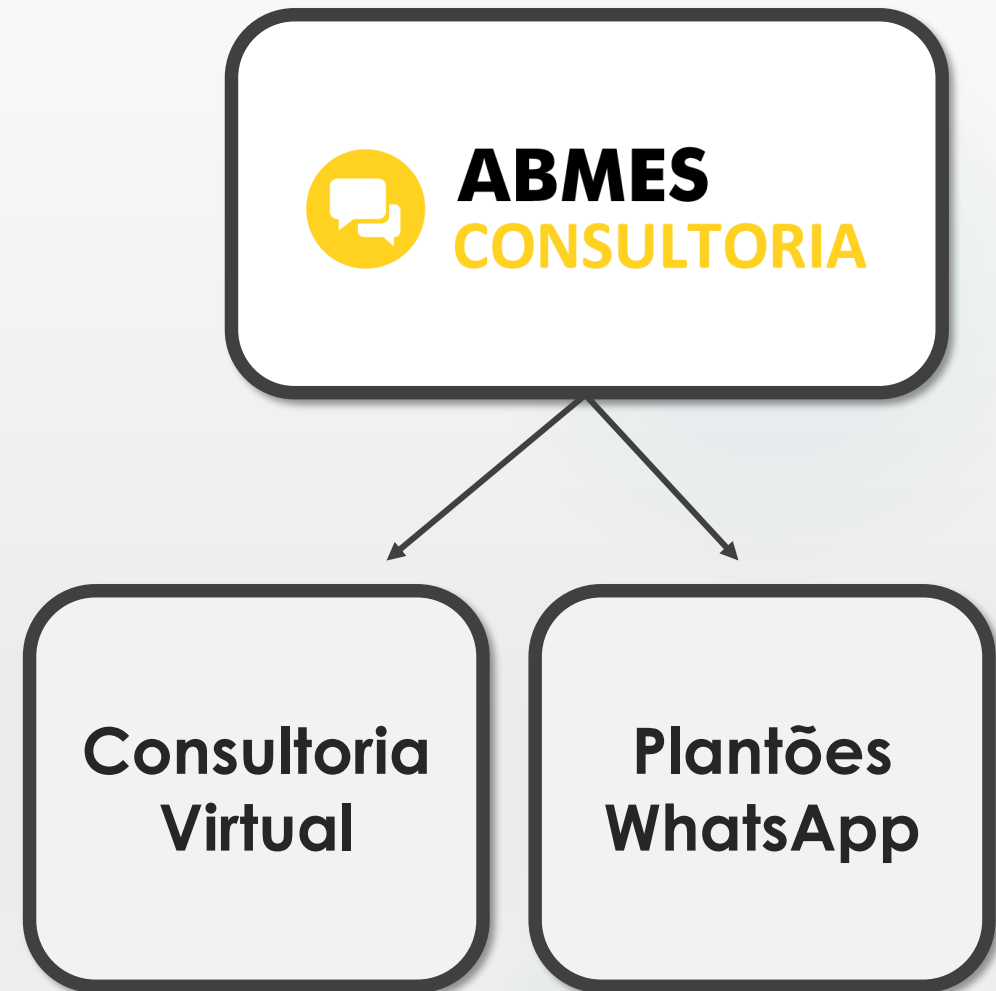 ABMES
CONSULTORIA
Consultoria
Virtual
Plantões
WhatsApp